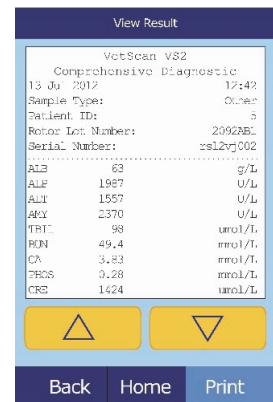 View Result
VetScan VS2
Comprehensive Diagnostic
13 Jul 2012 12:42
Sample Type: Other
Patient ID: 5
Rotor Lot Number: 2092AB1
Serial Number: rsl2vj002
ALB 63 g/L
ALP 1987 U/L
ALT 1557 U/L
AMY 2370 U/L
TBIL 98 umol/L
BUN 49.4 mmol/L
CA 3.83 mmol/L
PHOS 0.28 mmol/L
CRE 1424 umol/L
Back Home Print